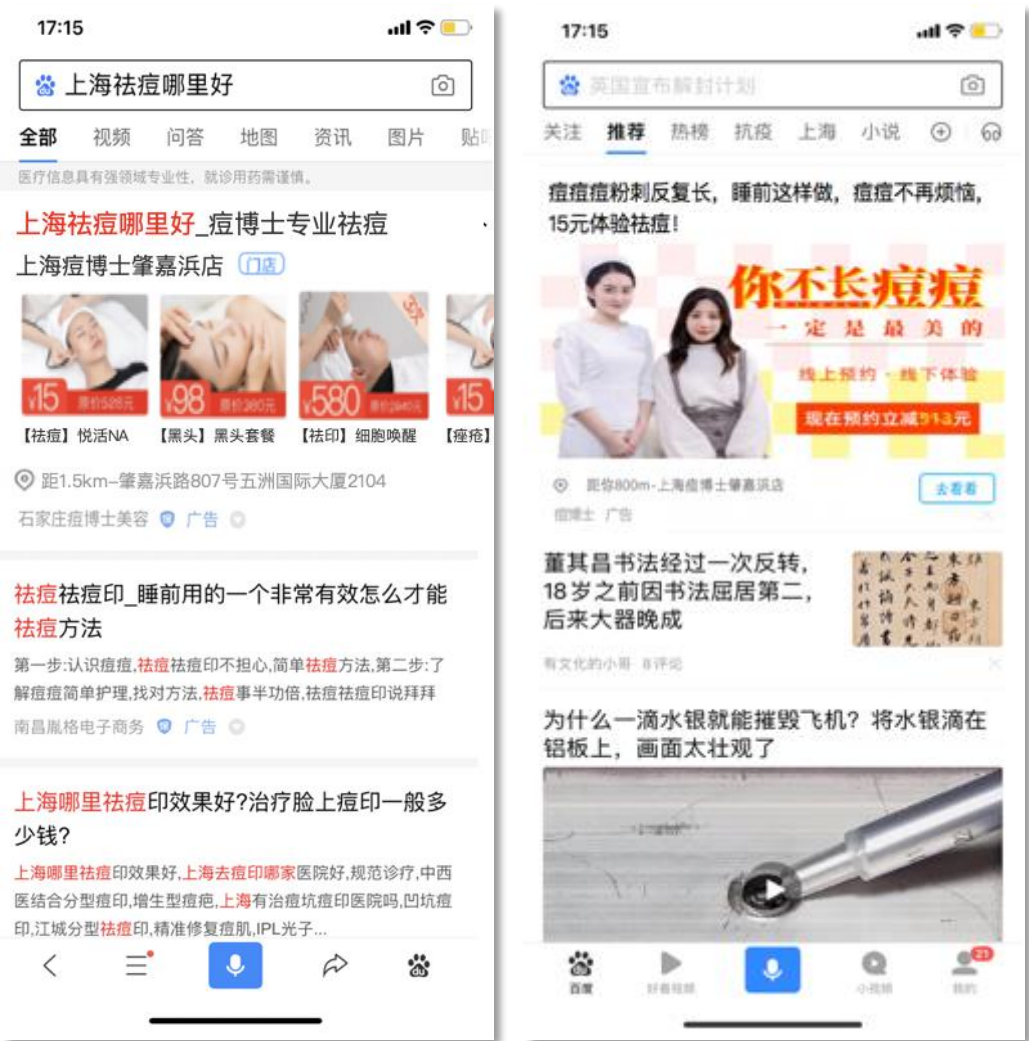 17:15
上海祛痘哪里好
全部 视频 问答 地图 资讯 图片 贴
医疗信息具有强领域专业性，就诊用药需谨慎。
上海祛痘哪里好_痘博士专业祛痘
上海痘博士肇嘉浜店 门店
¥15 原价528元 ¥98 原价380元 ¥580 ¥15
【祛痘】悦活NA 【黑头】黑头套餐 【祛印】细胞唤醒 【痤疮】
距1.5km-肇嘉浜路807号五洲国际大厦2104
石家庄痘博士美容 广告
祛痘祛痘印_睡前用的一个非常有效怎么才能
祛痘方法
第一步:认识痘痘,祛痘祛痘印不担心,简单祛痘方法,第二步:了
解痘痘简单护理,找对方法,祛痘事半功倍,祛痘祛痘印说拜拜
南昌胤格电子商务 广告
上海哪里祛痘印效果好?治疗脸上痘印一般多
少钱?
上海哪里祛痘印效果好,上海去痘印哪家医院好,规范诊疗,中西
医结合分型痘印,增生型痘疤,上海有治痘坑痘印医院吗,凹坑痘
印,江城分型祛痘印,精准修复痘肌,IPL光子...
du
17:15
英国宣布解封计划
关注 推荐 热榜 抗疫 上海 小说
痘痘痘粉刺反复长，睡前这样做，痘痘不再烦恼，
15元体验祛痘！
你不长痘痘
一定是最美的
线上预约·线下体验
现在预约立减513元
距你800m-上海痘博士肇嘉浜店
去看看
痘博士 广告
董其昌书法经过一次反转，
18岁之前因书法屈居第二，
后来大器晚成
有文化的小哥 8评论
为什么一滴水银就能摧毁飞机？将水银滴在
铝板上，画面太壮观了
百度 好看视频 小视频 我的 21